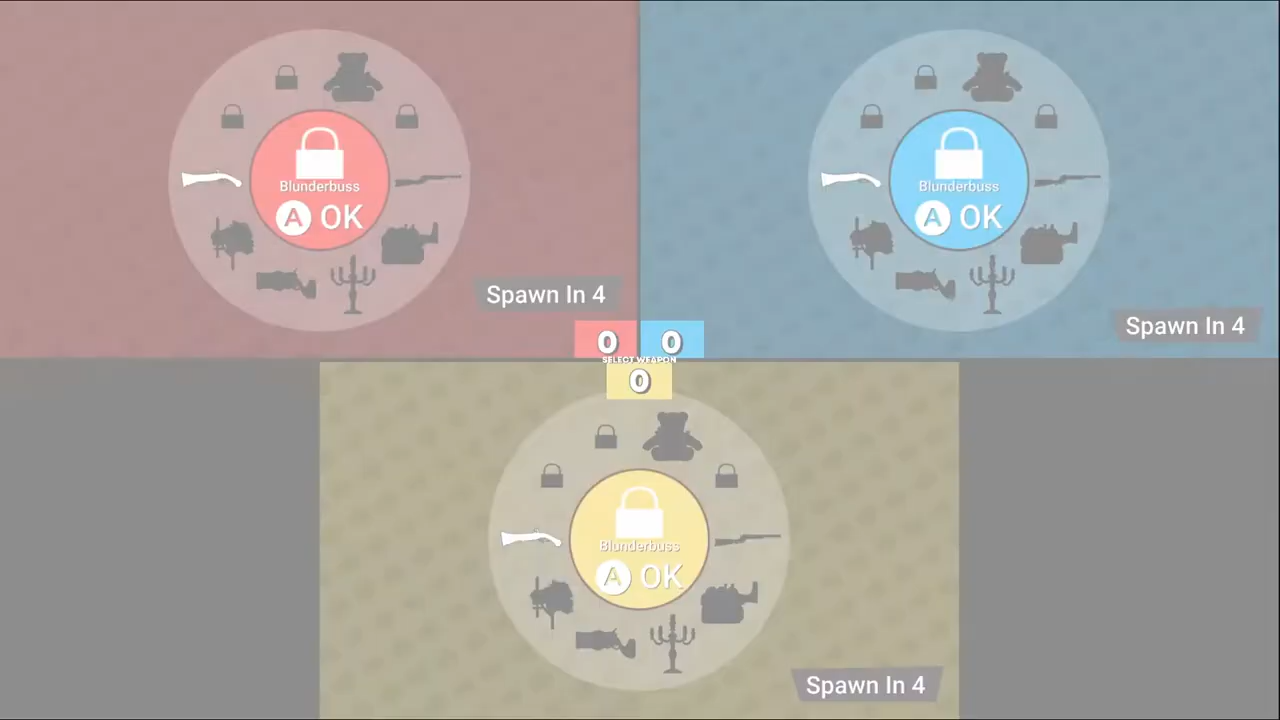 Blunderbuss
A OK
Spawn In 4
Blunderbuss
A OK
Spawn In 4
0 0
SELECT WEAPON
0
Blunderbuss
A OK
Spawn In 4